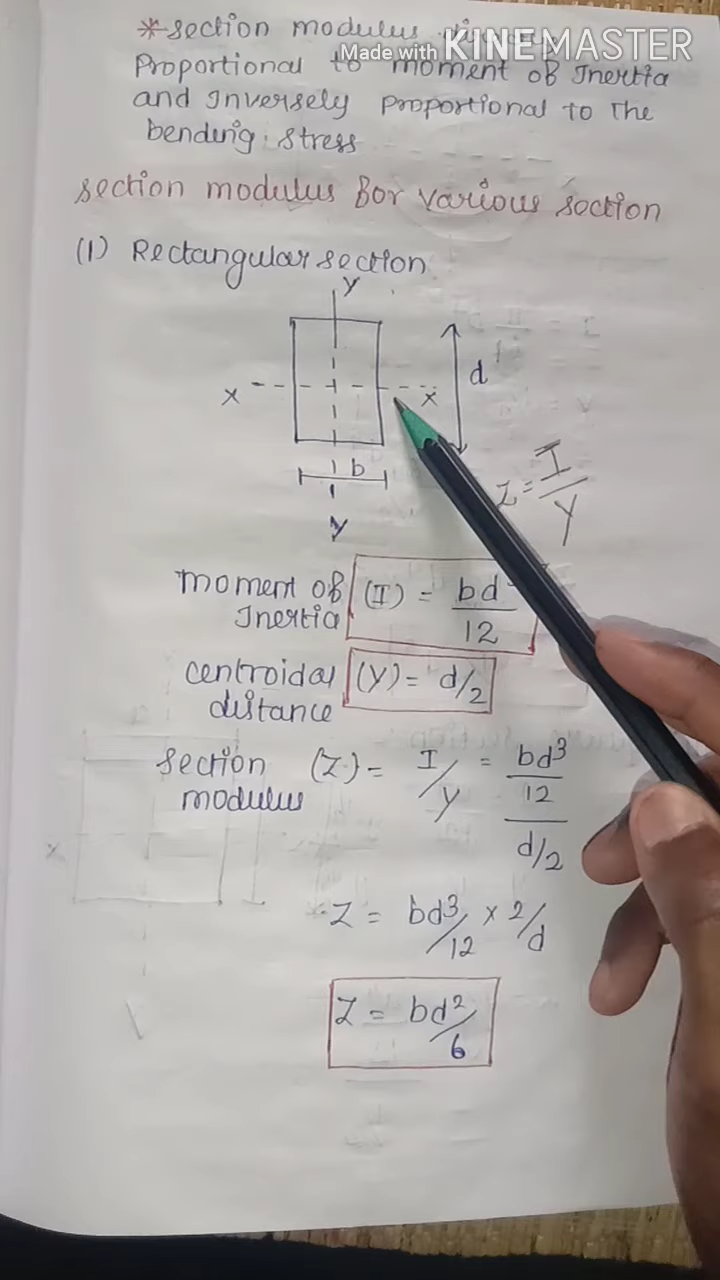 *section modulus
Made with KINEMASTER
Proportional to moment of Inertia
and Inversely proportional to the
bending stress
section modulus for various section
(1) Rectangular section
y
d
x x
b
y
Z = I/y
moment of Inertia (I) = bd/12
centroidal distance (y) = d/2
section modulus (Z) = I/y = bd³/12/d/2
Z = bd³/12 × 2/d
Z = bd²/6